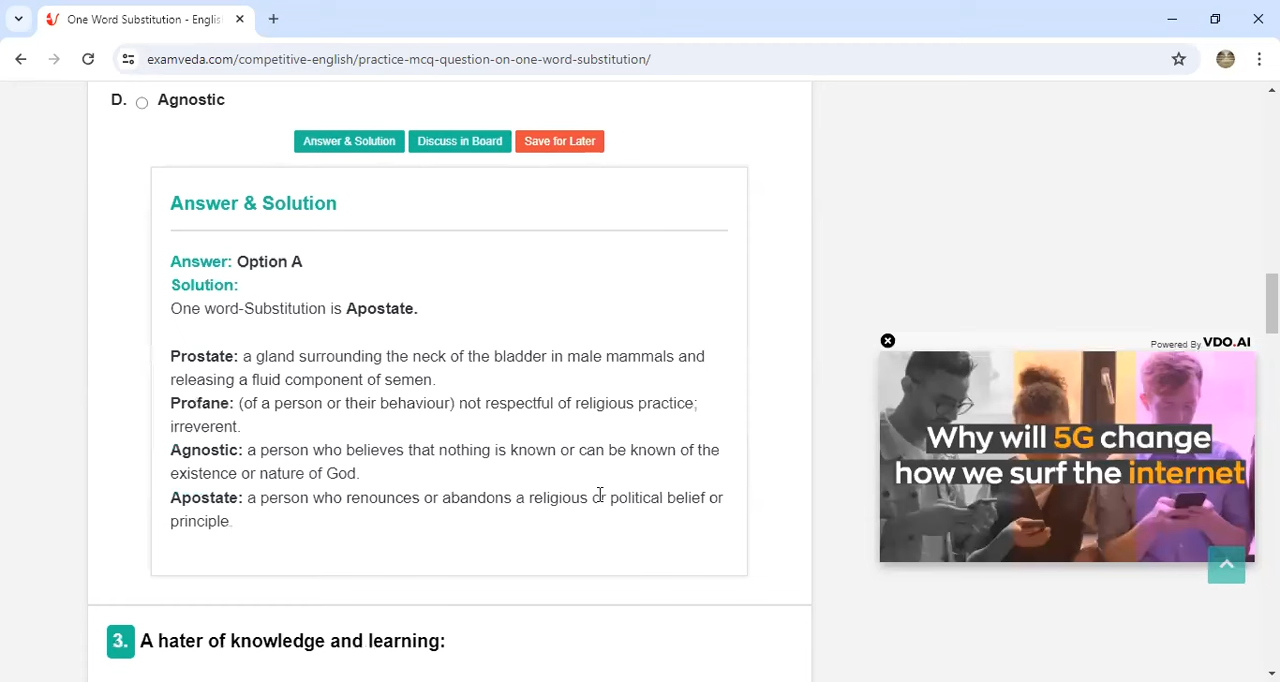 One Word Substitution - Englis
examveda.com/competitive-english/practice-mcq-question-on-one-word-substitution/
D. Agnostic
Answer & Solution Discuss in Board Save for Later
Answer & Solution
Answer: Option A
Solution:
One word-Substitution is Apostate.
Prostate: a gland surrounding the neck of the bladder in male mammals and
releasing a fluid component of semen.
Profane: (of a person or their behaviour) not respectful of religious practice;
irreverent.
Agnostic: a person who believes that nothing is known or can be known of the
existence or nature of God.
Apostate: a person who renounces or abandons a religious or political belief or
principle.
3. A hater of knowledge and learning:
Powered By VDO.AI
Why will 5G change
how we surf the internet